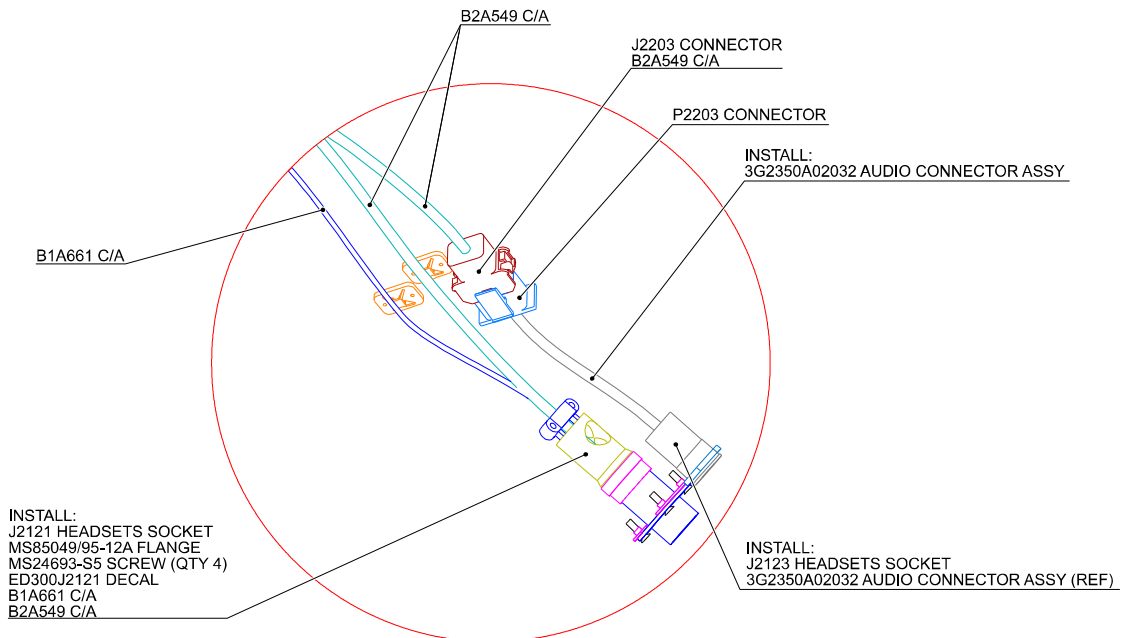 B2A549 C/A
J2203 CONNECTOR
B2A549 C/A
P2203 CONNECTOR
INSTALL:
3G2350A02032 AUDIO CONNECTOR ASSY
B1A661 C/A
INSTALL:
J2121 HEADSETS SOCKET
MS85049/95-12A FLANGE
MS24693-S5 SCREW (QTY 4)
ED300J2121 DECAL
B1A661 C/A
B2A549 C/A
INSTALL:
J2123 HEADSETS SOCKET
3G2350A02032 AUDIO CONNECTOR ASSY (REF)